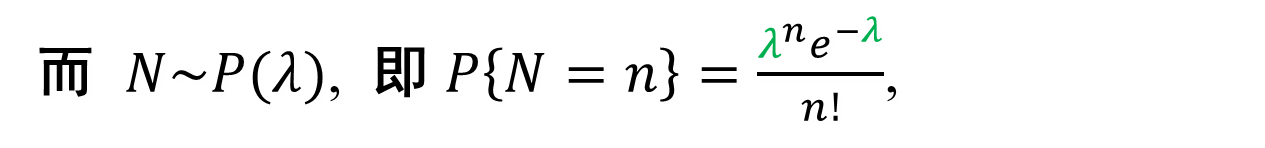 而 N~P(λ), 即 P{N = n} = λⁿe^{−λ}/n!,